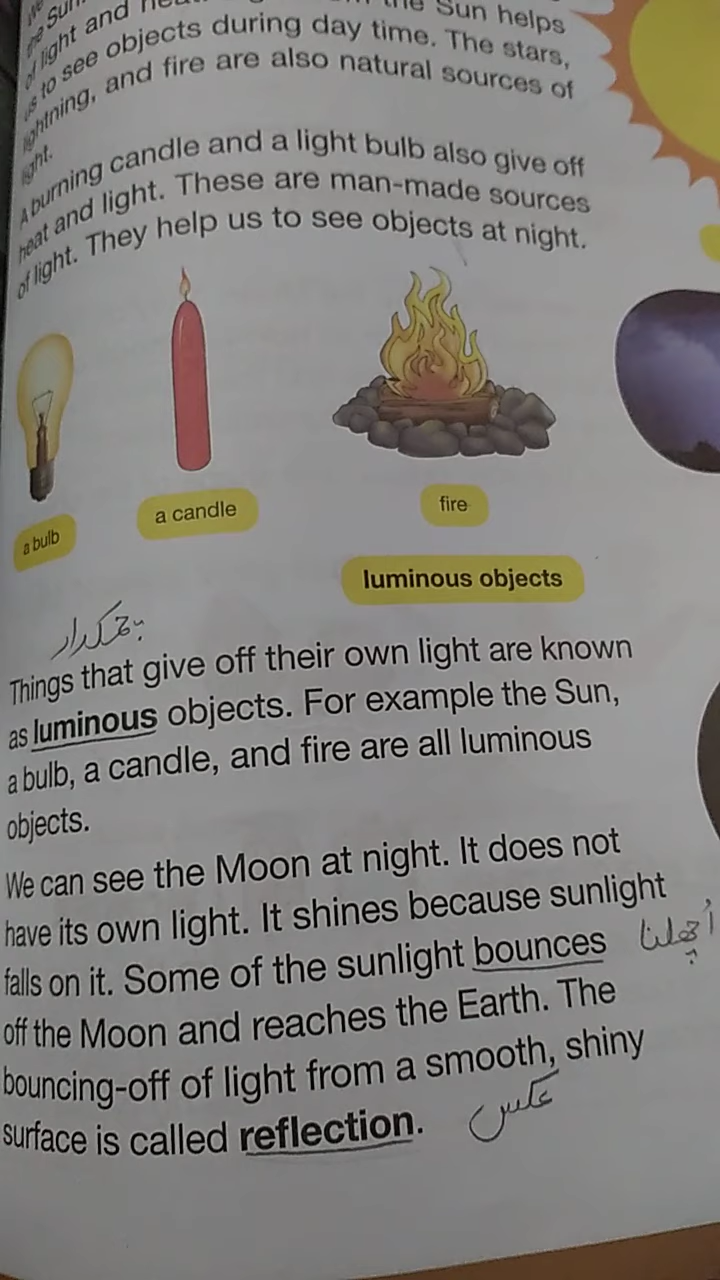 the Sun helps
of light and
us to see objects during day time. The stars,
lightning, and fire are also natural sources of
light.
A burning candle and a light bulb also give off
heat and light. These are man-made sources
of light. They help us to see objects at night.
a bulb
a candle
fire
luminous objects
Things that give off their own light are known
as luminous objects. For example the Sun,
a bulb, a candle, and fire are all luminous
objects.
We can see the Moon at night. It does not
have its own light. It shines because sunlight
falls on it. Some of the sunlight bounces اُچھلنا
off the Moon and reaches the Earth. The
bouncing-off of light from a smooth, shiny
surface is called reflection. عکس